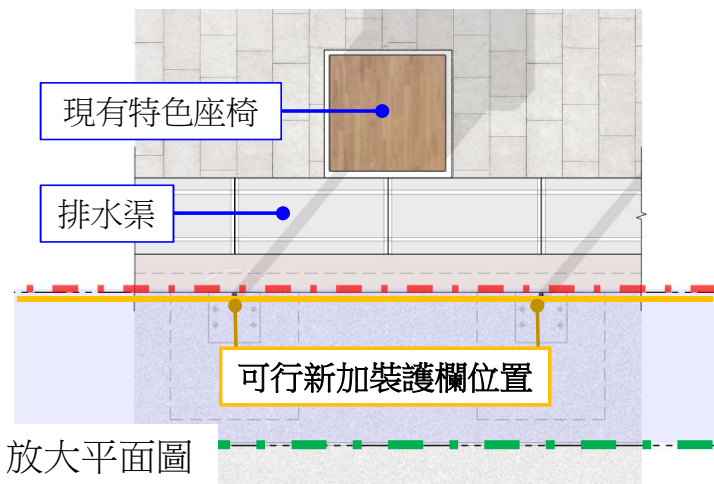 現有特色座椅
排水渠
可行新加裝護欄位置
放大平面圖